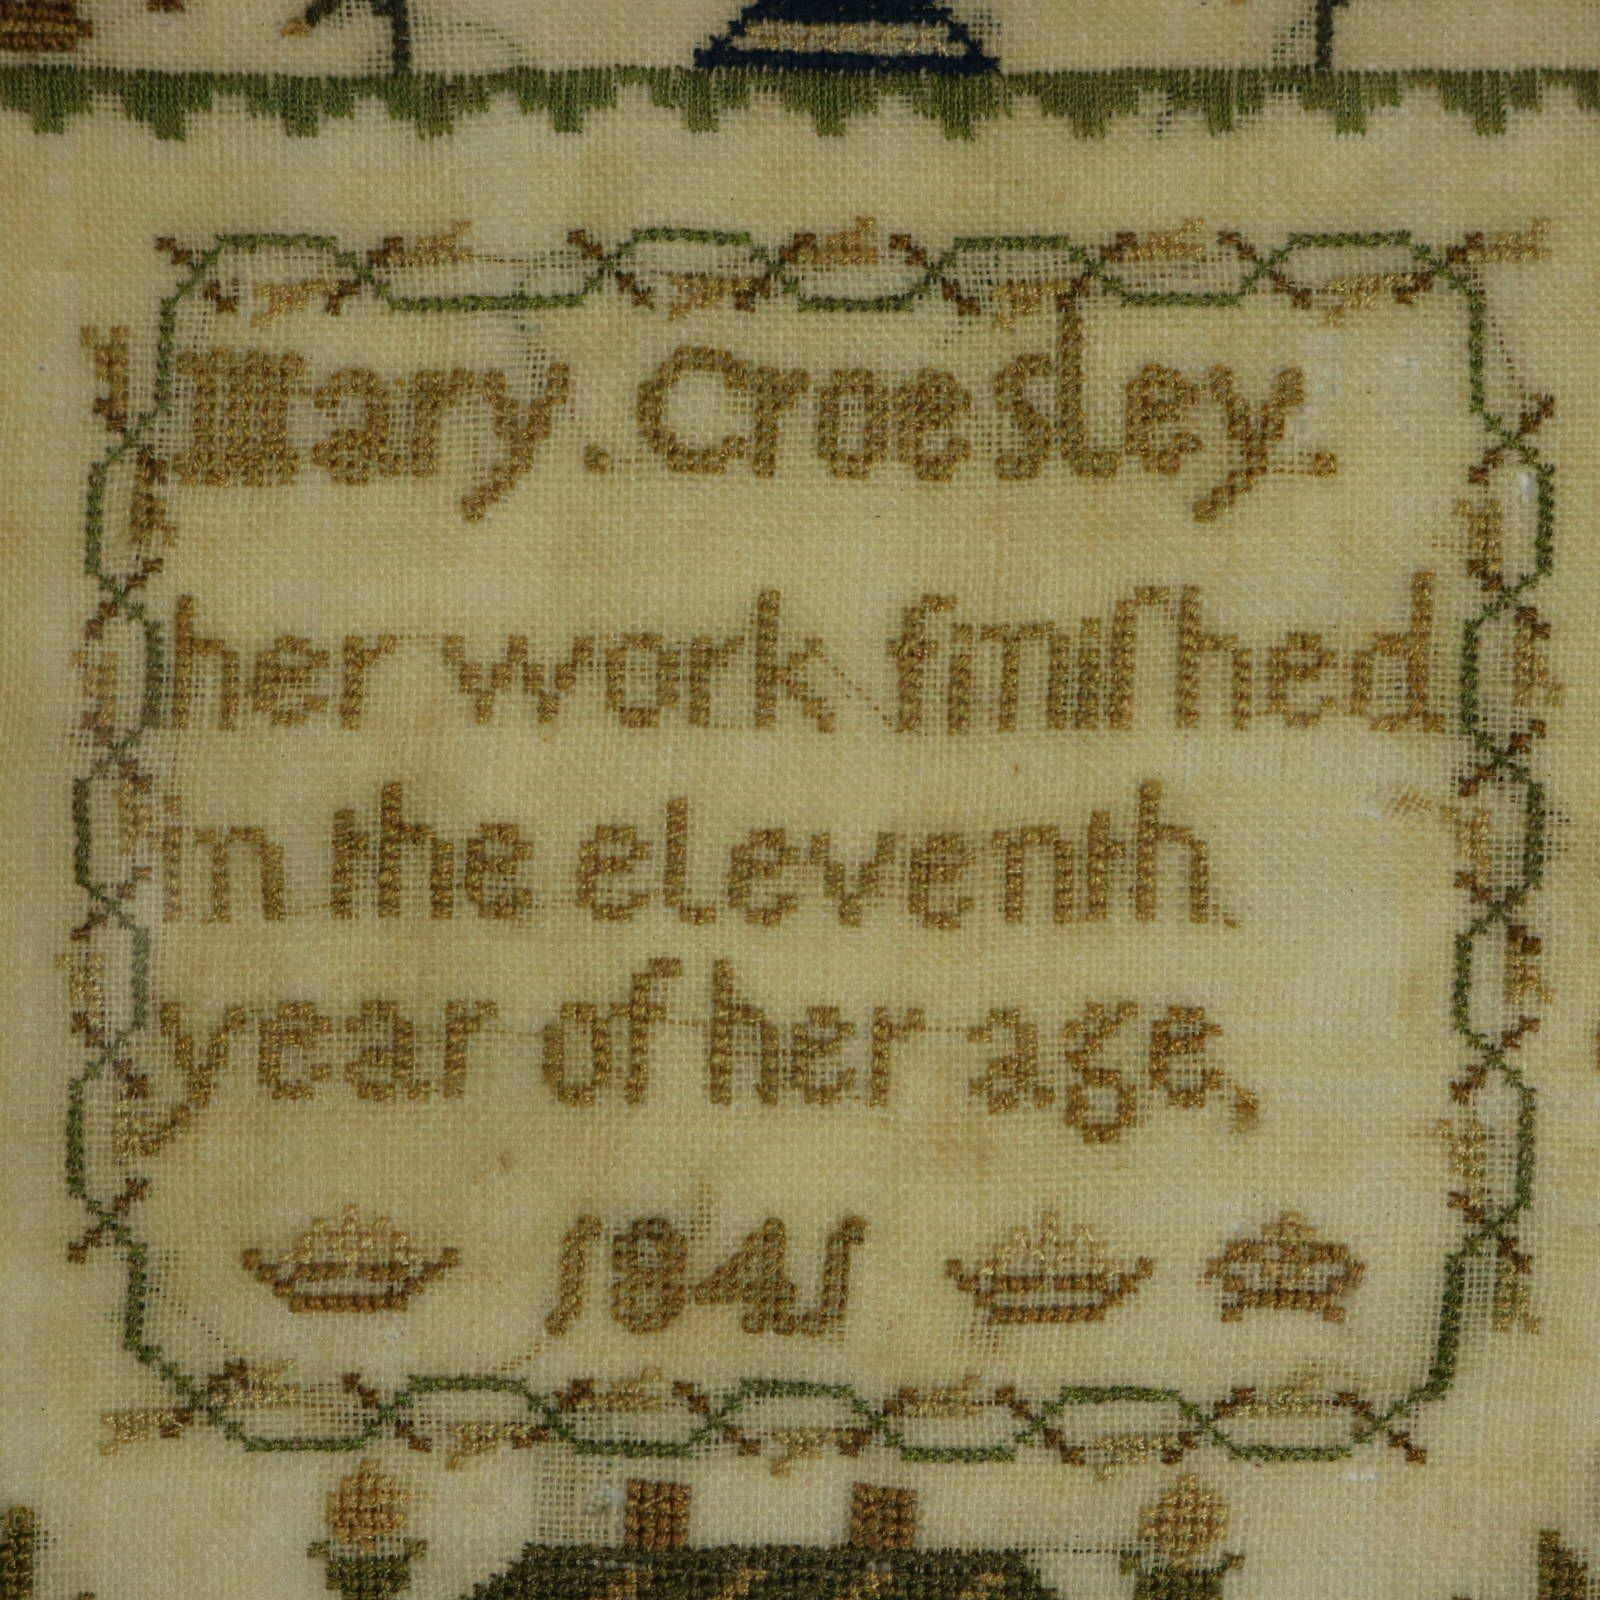 Mary. Croesley.
her work finiſhed
in the eleventh
year of her age,
1841